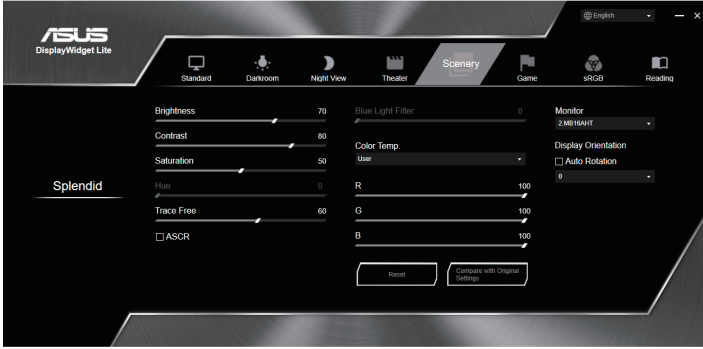 English
ASUS
DisplayWidget Lite
Standard
Darkroom
Night View
Theater
Scenery
Game
sRGB
Reading
Splendid
Brightness 70
Contrast 80
Saturation 50
Hue 0
Trace Free 60
ASCR
Blue Light Filter 0
Color Temp.
User
R 100
G 100
B 100
Reset
Compare with Original
Settings
Monitor
2.MB16AHT
Display Orientation
Auto Rotation
0